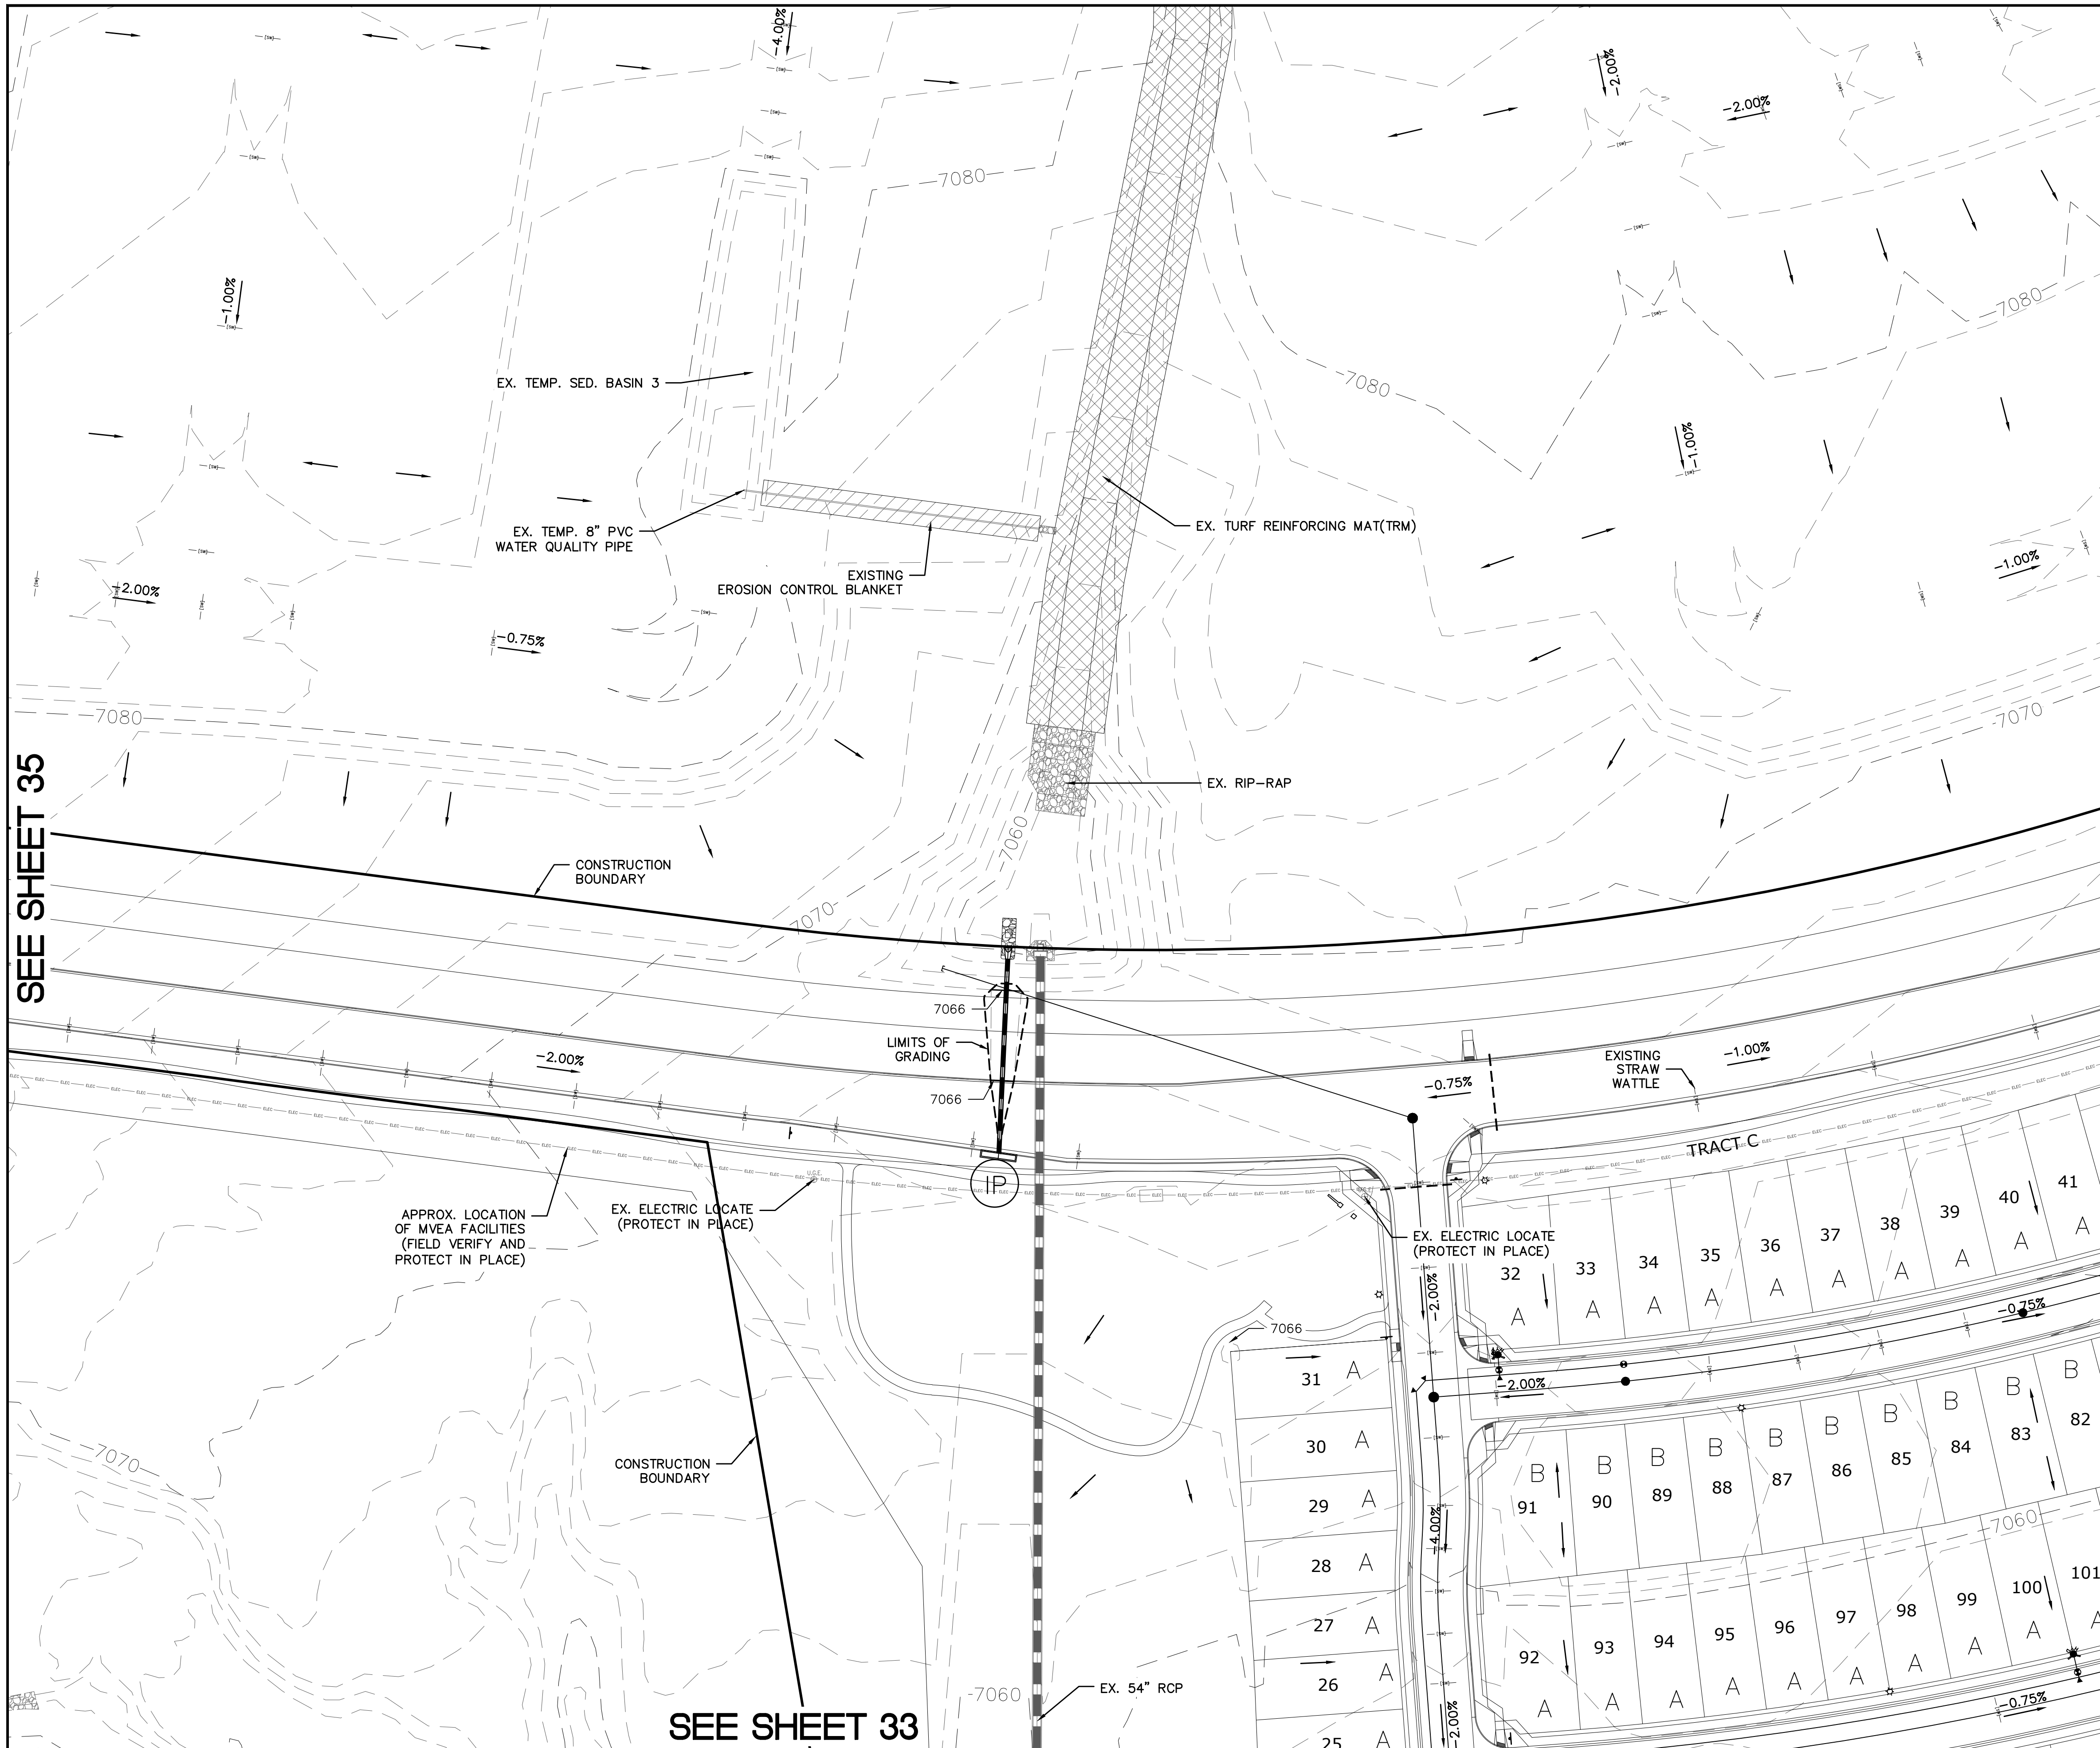 -4.00%
-2.00%
-2.00%
7080
-1.00%
7080
EX. TEMP. SED. BASIN 3
7080
-1.00%
EX. TEMP. 8" PVC
WATER QUALITY PIPE
EX. TURF REINFORCING MAT(TRM)
EXISTING
EROSION CONTROL BLANKET
-2.00%
-1.00%
-0.75%
7080
7070
SEE SHEET 35
EX. RIP-RAP
7060
CONSTRUCTION
BOUNDARY
7070
7066
LIMITS OF
GRADING
7066
-2.00%
-0.75%
EXISTING
STRAW
WATTLE
-1.00%
TRACT C
IP
U.G.E.
APPROX. LOCATION
OF MVEA FACILITIES
(FIELD VERIFY AND
PROTECT IN PLACE)
EX. ELECTRIC LOCATE
(PROTECT IN PLACE)
EX. ELECTRIC LOCATE
(PROTECT IN PLACE)
32 A
33 A
34 A
35 A
36 A
37 A
38 A
39 A
40 A
41 A
-2.00%
-0.75%
7066
31 A
-2.00%
30 A
29 A
28 A
27 A
26 A
25 A
B 91
B 90
B 89
B 88
B 87
B 86
B 85
B 84
B 83
B 82
7070
CONSTRUCTION
BOUNDARY
-4.00%
7060
92 A
93 A
94 A
95 A
96 A
97 A
98 A
99 A
100 A
101 A
7060
EX. 54" RCP
-2.00%
-0.75%
SEE SHEET 33